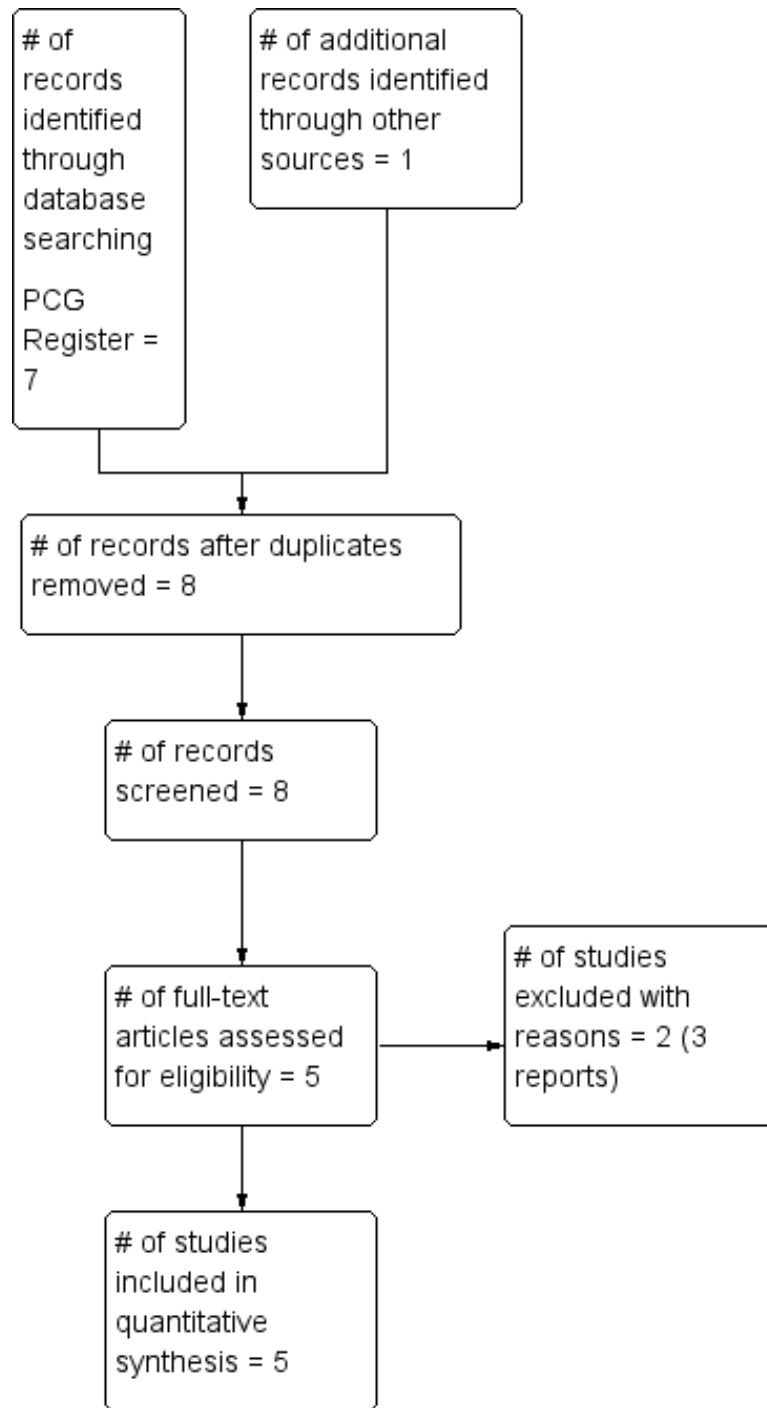 # of
records
identified
through
database
searching
PCG
Register =
7
# of additional
records identified
through other
sources = 1
# of records after duplicates
removed = 8
# of records
screened = 8
# of full-text
articles assessed
for eligibility = 5
# of studies
excluded with
reasons = 2 (3
reports)
# of studies
included in
quantitative
synthesis = 5